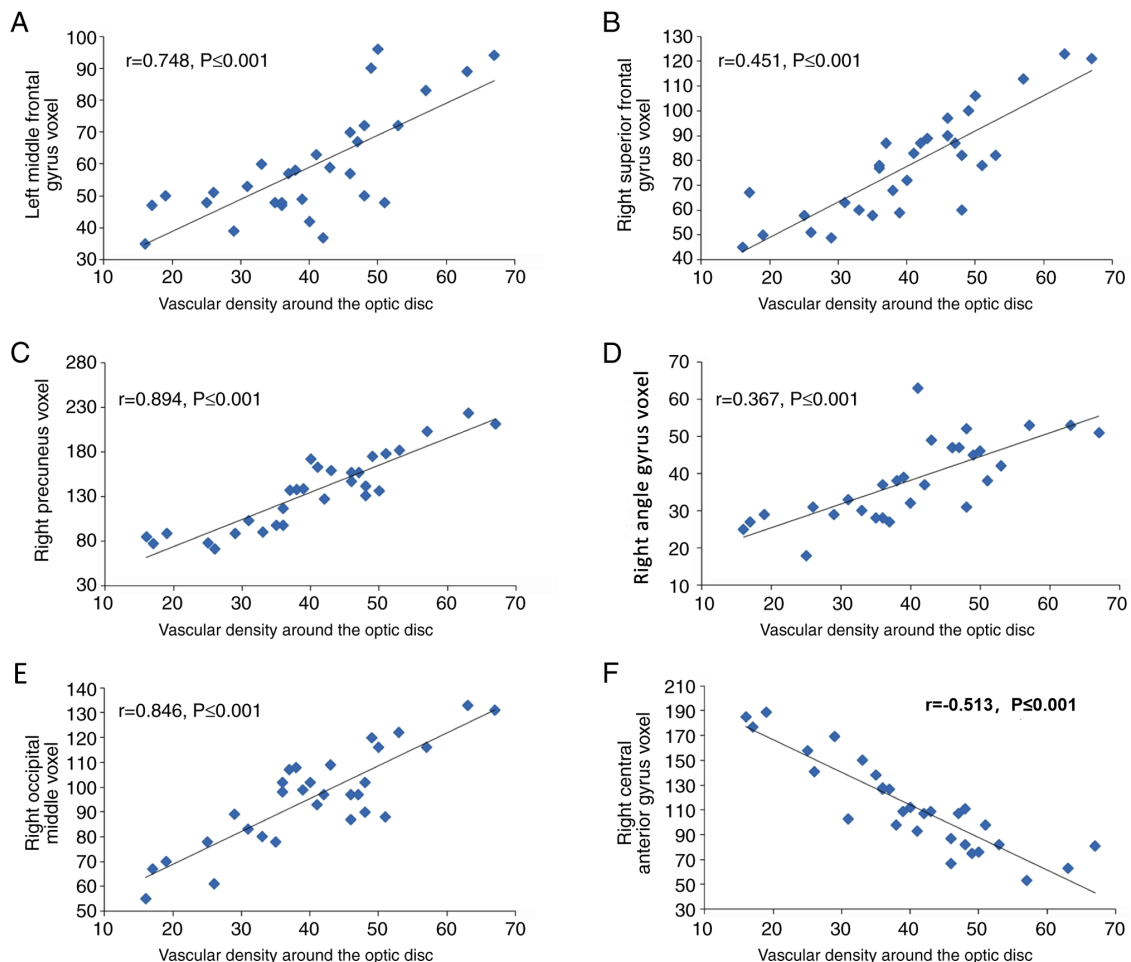 A
r=0.748, P≤0.001
Left middle frontal
gyrus voxel
100
90
80
70
60
50
40
30
10 20 30 40 50 60 70
Vascular density around the optic disc
B
r=0.451, P≤0.001
Right superior frontal
gyrus voxel
130
120
110
100
90
80
70
60
50
40
10 20 30 40 50 60 70
Vascular density around the optic disc
C
r=0.894, P≤0.001
Right precuneus voxel
280
230
180
130
80
30
10 20 30 40 50 60 70
Vascular density around the optic disc
D
r=0.367, P≤0.001
Right angle gyrus voxel
70
60
50
40
30
20
10
10 20 30 40 50 60 70
Vascular density around the optic disc
E
r=0.846, P≤0.001
Right occipital
middle voxel
140
130
120
110
100
90
80
70
60
50
10 20 30 40 50 60 70
Vascular density around the optic disc
F
r=-0.513, P≤0.001
Right central
anterior gyrus voxel
210
190
170
150
130
110
90
70
50
30
10 20 30 40 50 60 70
Vascular density around the optic disc